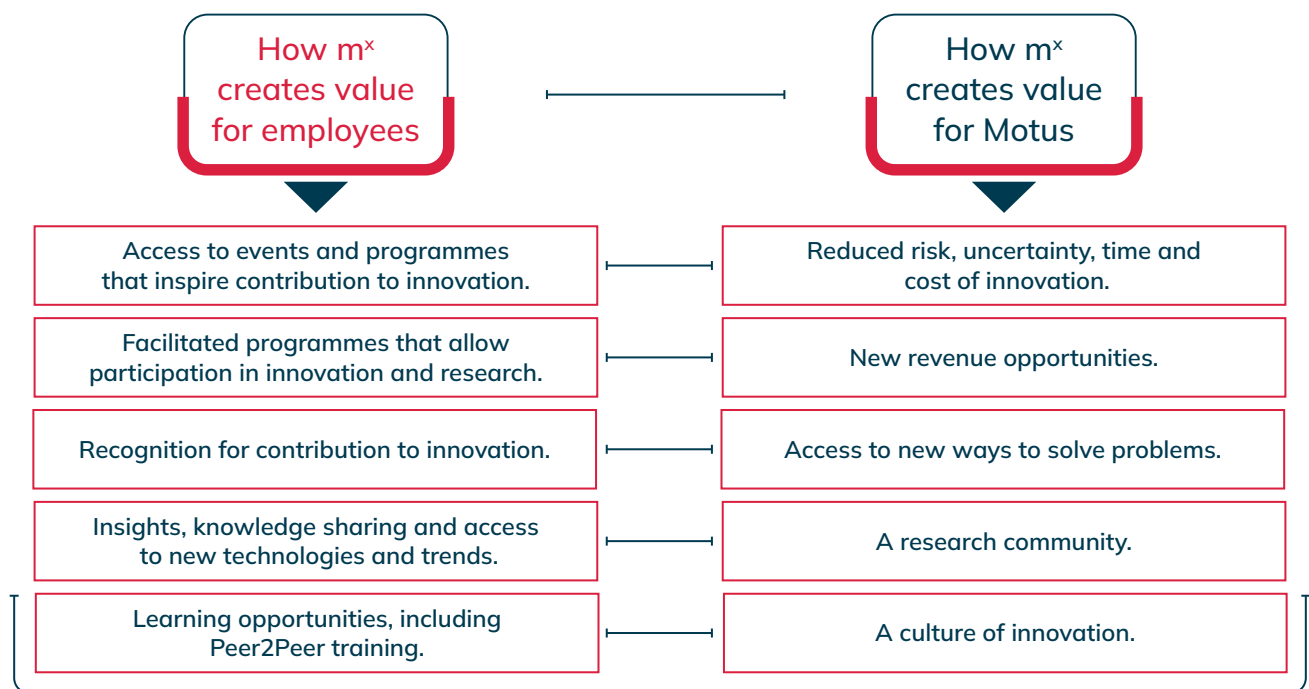 How mˣ
creates value
for employees
How mˣ
creates value
for Motus
Access to events and programmes
that inspire contribution to innovation.
Reduced risk, uncertainty, time and
cost of innovation.
Facilitated programmes that allow
participation in innovation and research.
New revenue opportunities.
Recognition for contribution to innovation.
Access to new ways to solve problems.
Insights, knowledge sharing and access
to new technologies and trends.
A research community.
Learning opportunities, including
Peer2Peer training.
A culture of innovation.